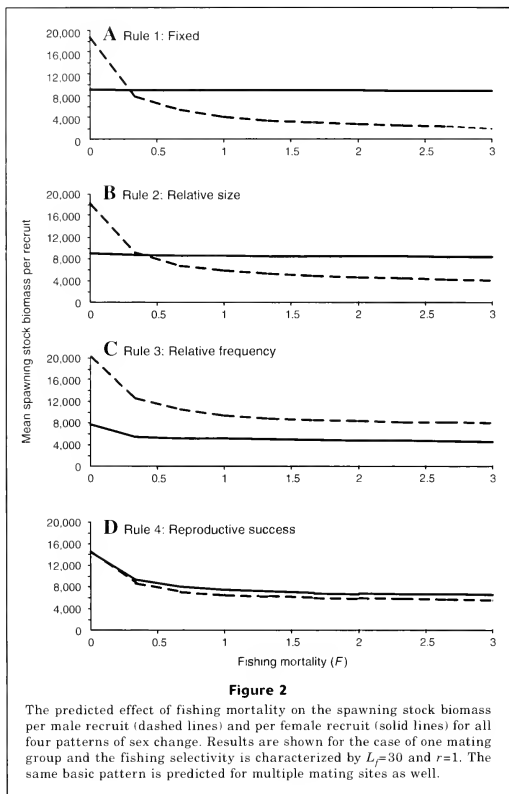 Mean spawning stock biomass per recruit
A Rule 1: Fixed
20,000
16,000
12,000
8,000
4,000
0
0 0.5 1 1.5 2 2.5 3
B Rule 2: Relative size
20,000
16,000
12,000
8,000
4,000
0
0 0.5 1 1.5 2 2.5 3
C Rule 3: Relative frequency
20,000
16,000
12,000
8,000
4,000
0
0 0.5 1 1.5 2 2.5 3
D Rule 4: Reproductive success
20,000
16,000
12,000
8,000
4,000
0
0 0.5 1 1.5 2 2.5 3
Fishing mortality (F)
Figure 2
The predicted effect of fishing mortality on the spawning stock biomass
per male recruit (dashed lines) and per female recruit (solid lines) for all
four patterns of sex change. Results are shown for the case of one mating
group and the fishing selectivity is characterized by Lf=30 and r=1. The
same basic pattern is predicted for multiple mating sites as well.